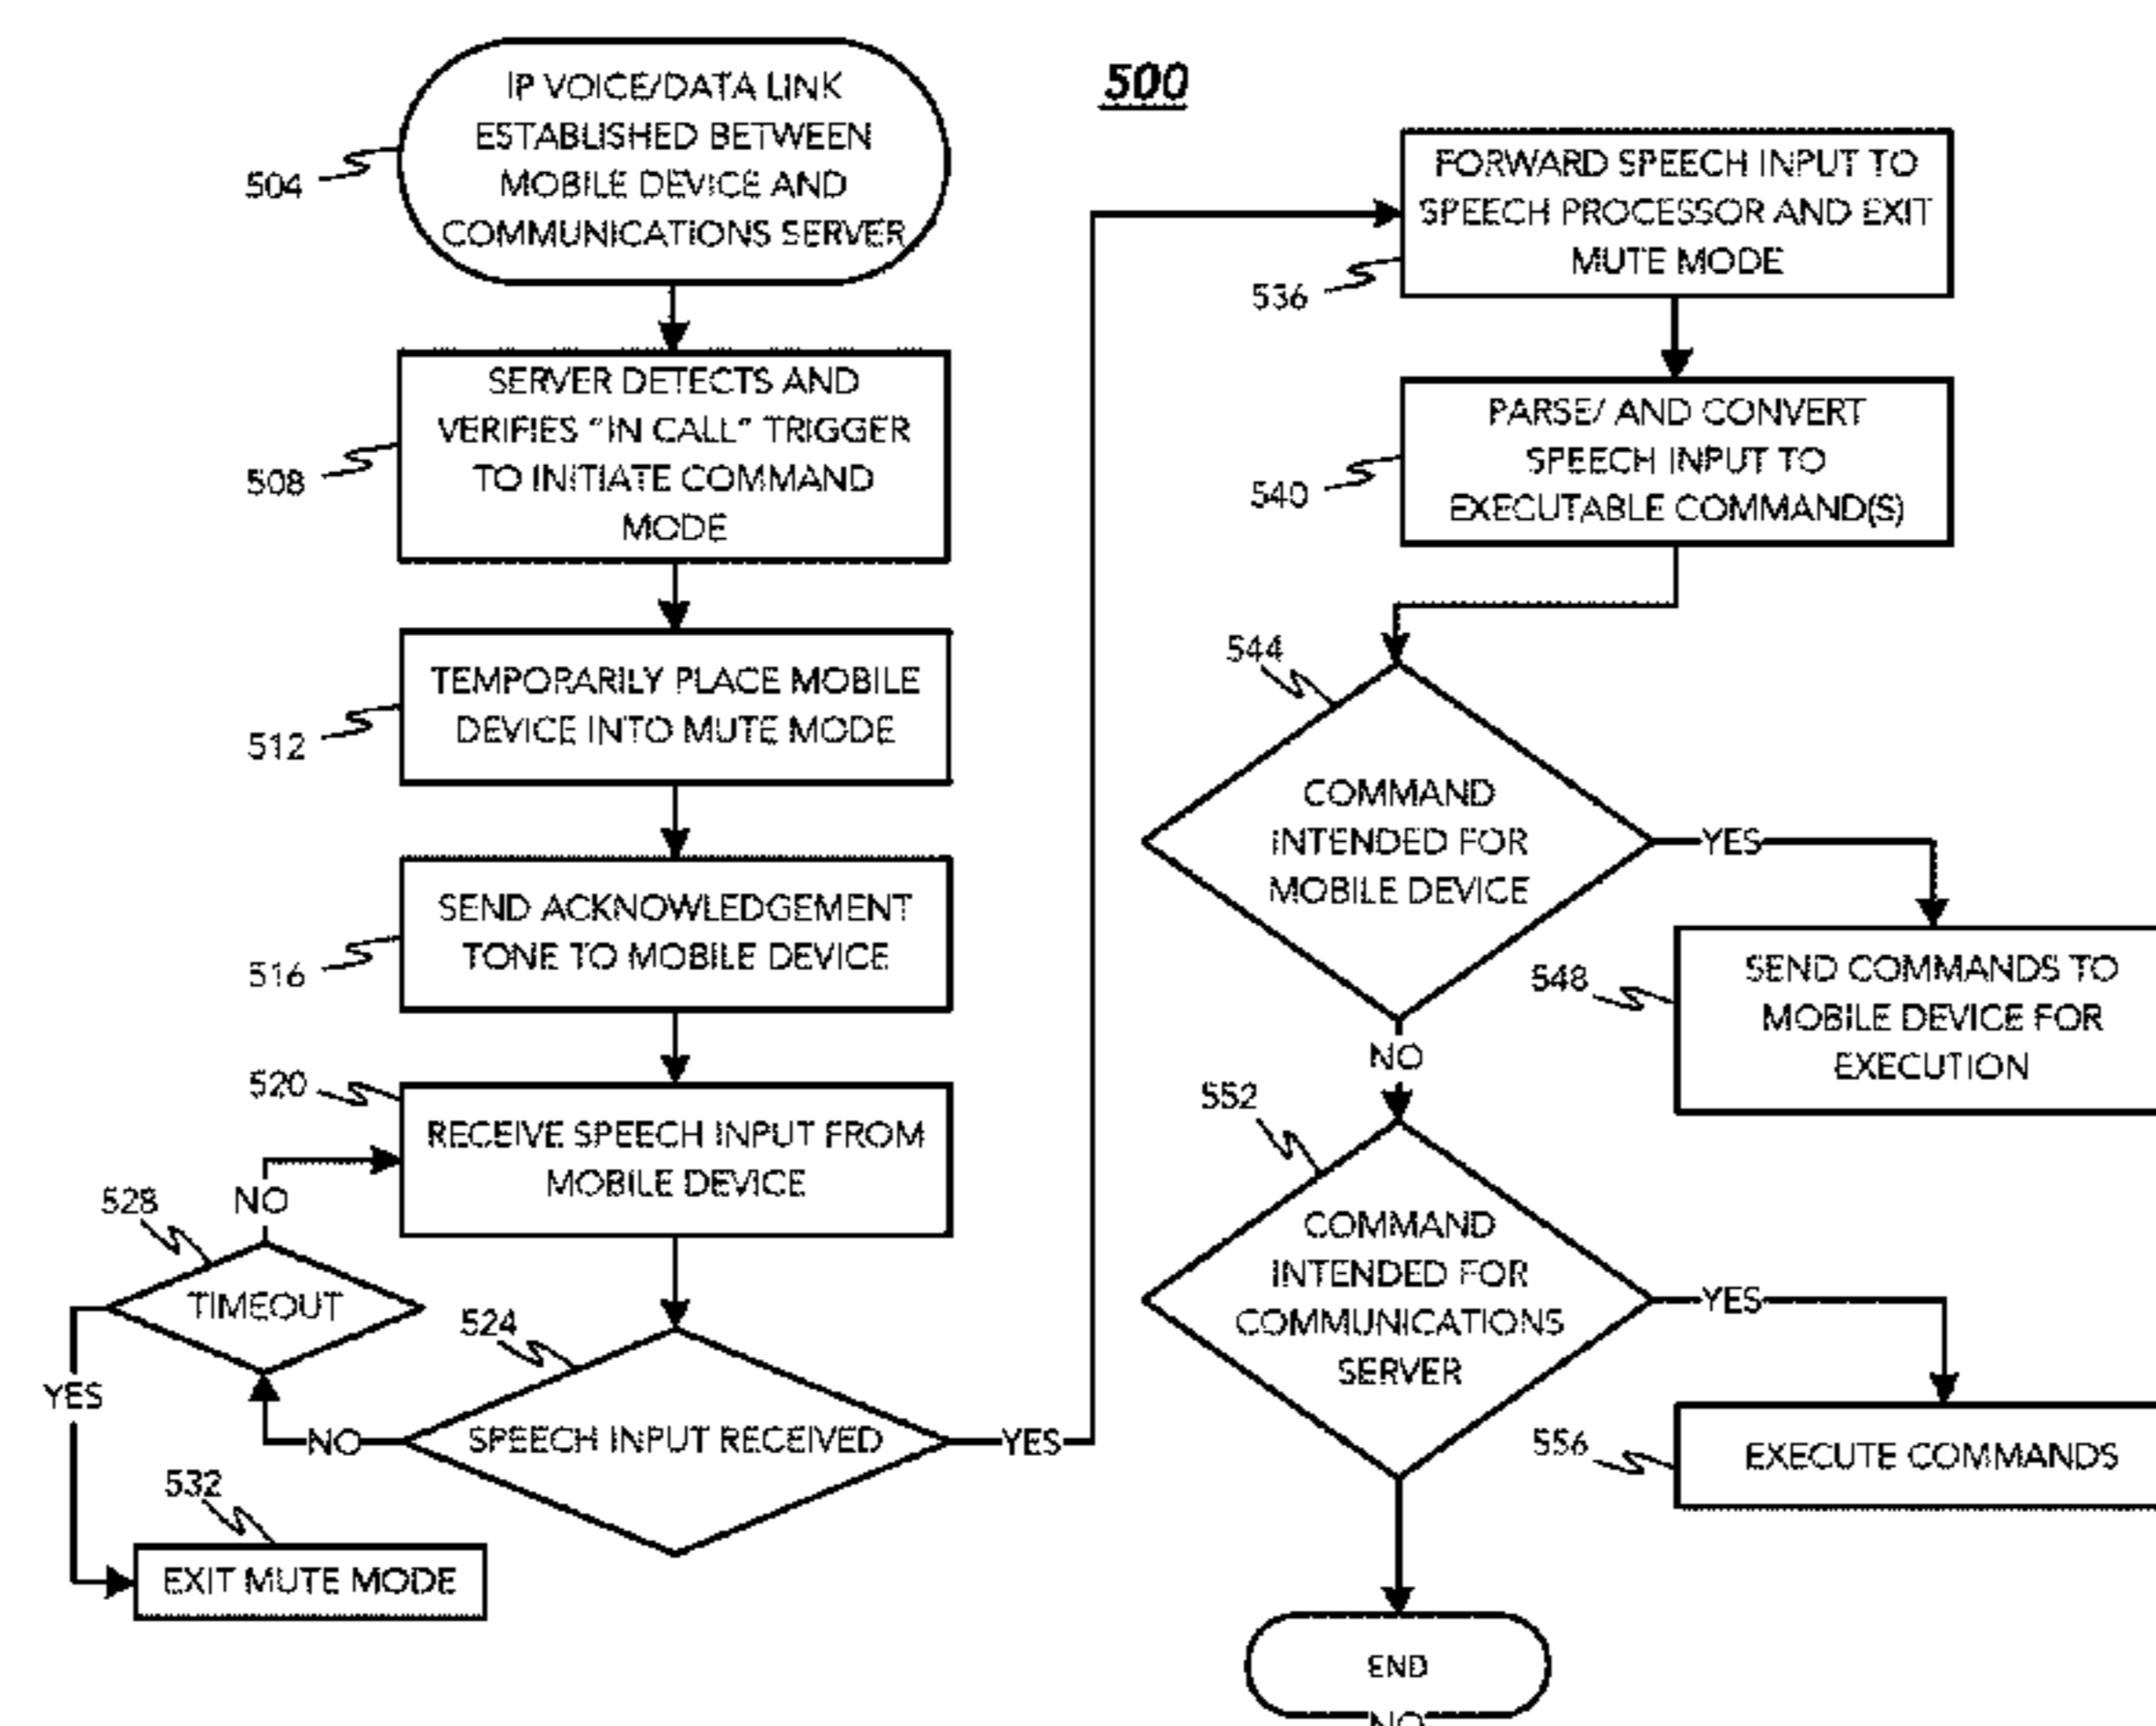 500
IP VOICE/DATA LINK
ESTABLISHED BETWEEN
MOBILE DEVICE AND
COMMUNICATIONS SERVER
504
SERVER DETECTS AND
VERIFIES "IN CALL" TRIGGER
TO INITIATE COMMAND
MODE
508
TEMPORARILY PLACE MOBILE
DEVICE INTO MUTE MODE
512
SEND ACKNOWLEDGEMENT
TONE TO MOBILE DEVICE
516
520
RECEIVE SPEECH INPUT FROM
MOBILE DEVICE
528
NO
TIMEOUT
YES
524
SPEECH INPUT RECEIVED
NO
YES
532
EXIT MUTE MODE
FORWARD SPEECH INPUT TO
SPEECH PROCESSOR AND EXIT
MUTE MODE
536
PARSE/ AND CONVERT
SPEECH INPUT TO
EXECUTABLE COMMAND(S)
540
544
COMMAND
INTENDED FOR
MOBILE DEVICE
YES
548
SEND COMMANDS TO
MOBILE DEVICE FOR
EXECUTION
NO
552
COMMAND
INTENDED FOR
COMMUNICATIONS
SERVER
YES
556
EXECUTE COMMANDS
END
NO